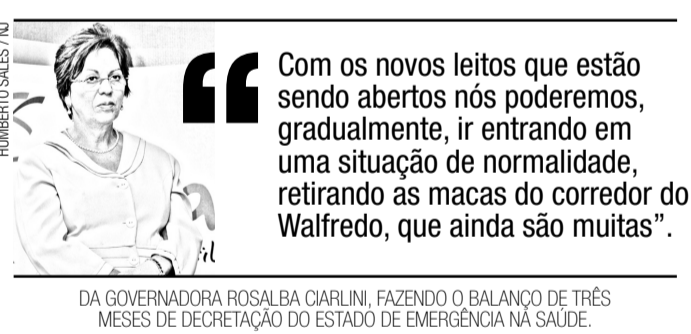 HUMBERTO SALES / NJ
“Com os novos leitos que estão
sendo abertos nós poderemos,
gradualmente, ir entrando em
uma situação de normalidade,
retirando as macas do corredor do
Walfredo, que ainda são muitas”.
DA GOVERNADORA ROSALBA CIARLINI, FAZENDO O BALANÇO DE TRÊS
MESES DE DECRETAÇÃO DO ESTADO DE EMERGÊNCIA NA SAÚDE.